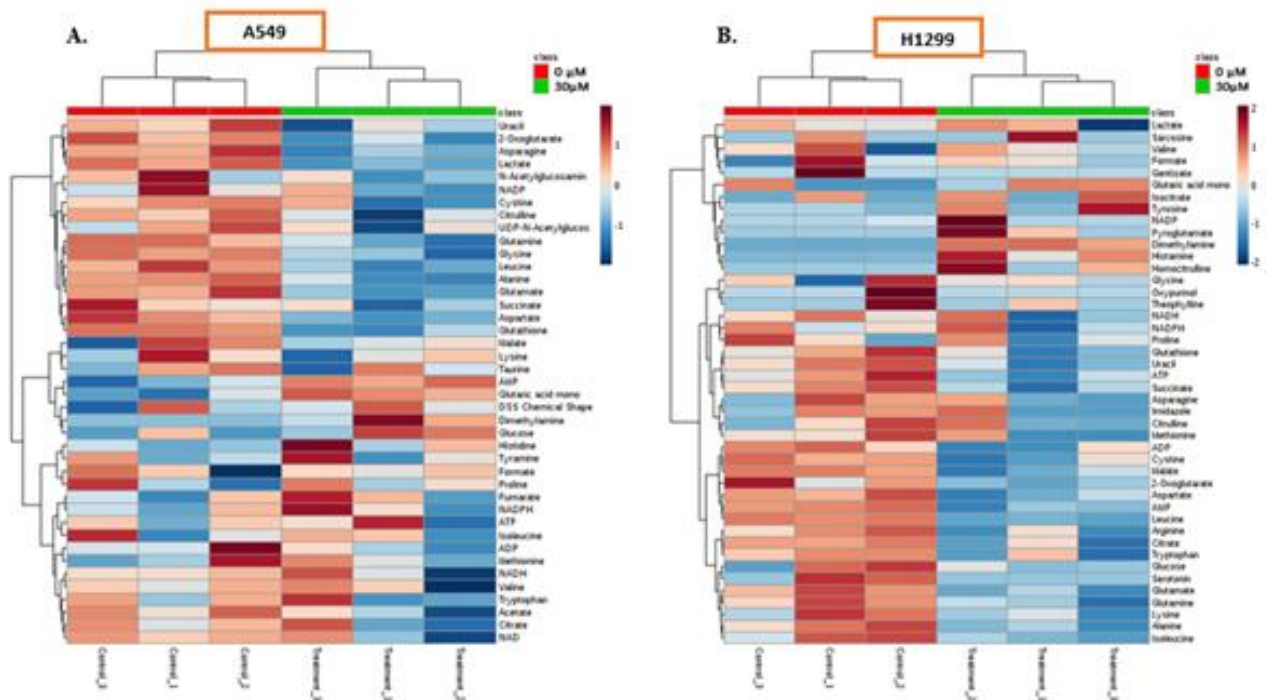 A.
A549
class
0 μM
30μM
1
0
-1
class
Uracil
2-Oxoglutarate
Asparagine
Lactate
N-Acetylglucosamin
NADP
Cystine
Citrulline
UDP-N-Acetylglucos
Glutamine
Glycine
Leucine
Alanine
Glutamate
Succinate
Aspartate
Glutathione
Malate
Lysine
Taurine
AMP
Glutaric acid mono
DSS Chemical Shape
Dimethylamine
Glucose
Histidine
Tyramine
Formate
Proline
Fumarate
NADPH
ATP
Isoleucine
ADP
Methionine
NADH
Valine
Tryptophan
Acetate
Citrate
NAD
B.
H1299
class
0 μM
30μM
2
1
0
-1
-2
class
Lactate
Sarcosine
Valine
Formate
Gentisate
Glutaric acid mono
Isocitrate
Tyrosine
NADP
Pyroglutamate
Dimethylamine
Histamine
Homocitrulline
Glycine
Oxypurinol
Theophylline
NADH
NADPH
Proline
Glutathione
Uracil
ATP
Succinate
Asparagine
Imidazole
Citrulline
Methionine
ADP
Cystine
Malate
2-Oxoglutarate
Aspartate
AMP
Leucine
Arginine
Citrate
Tryptophan
Glucose
Serotonin
Glutamate
Glutamine
Lysine
Alanine
Isoleucine